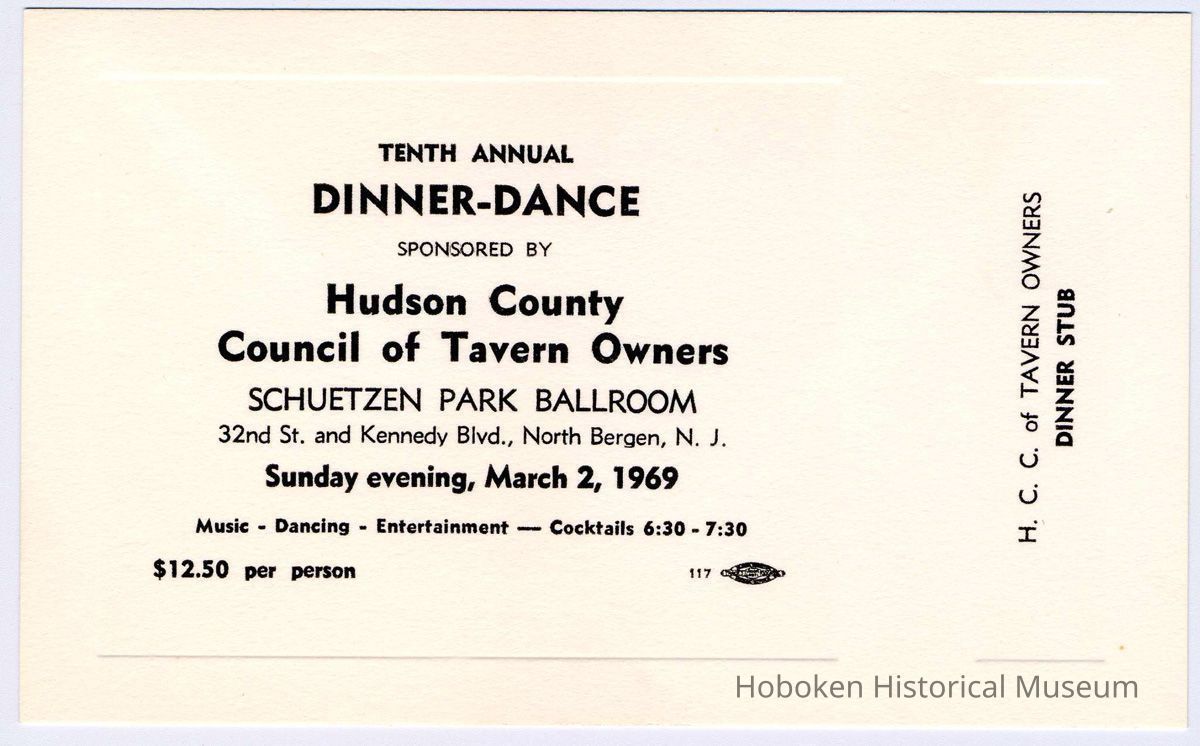 TENTH ANNUAL
DINNER-DANCE
SPONSORED BY
Hudson County
Council of Tavern Owners
SCHUETZEN PARK BALLROOM
32nd St. and Kennedy Blvd., North Bergen, N. J.
Sunday evening, March 2, 1969
Music - Dancing - Entertainment — Cocktails 6:30 - 7:30
$12.50 per person
117
H. C. C. of TAVERN OWNERS
DINNER STUB
Hoboken Historical Museum